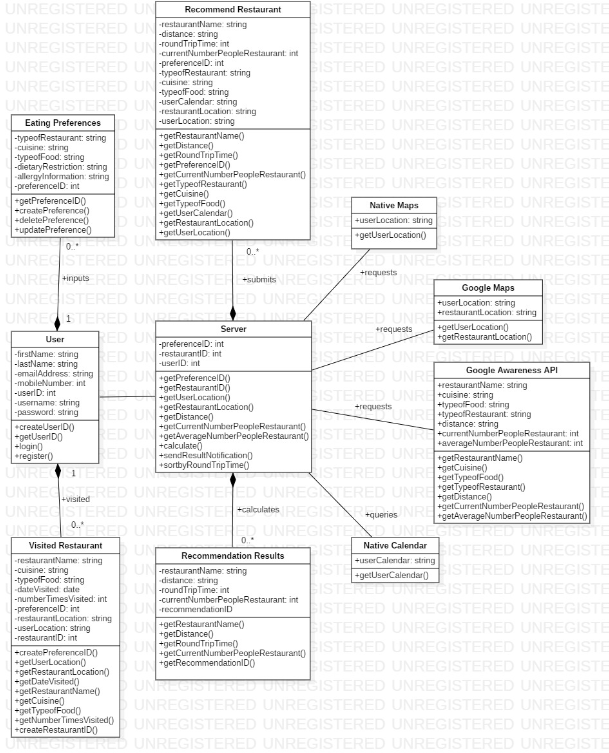 Recommend Restaurant
-restaurantName: string
-distance: string
-roundTripTime: int
-currentNumberPeopleRestaurant: int
-preferenceID: int
-typeofRestaurant: string
-cuisine: string
-typeofFood: string
-userCalendar: string
-restaurantLocation: string
-userLocation: string
+getRestaurantName()
+getDistance()
+getRoundTripTime()
+getPreferenceID()
+getCurrentNumberPeopleRestaurant()
+getTypeofRestaurant()
+getCuisine()
+getTypeofFood()
+getUserCalendar()
+getRestaurantLocation()
+getUserLocation()
Eating Preferences
-typeofRestaurant: string
-cuisine: string
-typeofFood: string
-dietaryRestriction: string
-allergyInformation: string
-preferenceID: int
+getPreferenceID()
+createPreference()
+deletePreference()
+updatePreference()
0..*
+inputs
1
0..*
+submits
Native Maps
+userLocation: string
+getUserLocation()
+requests
Google Maps
+userLocation: string
+restaurantLocation: string
+getUserLocation()
+getRestaurantLocation()
+requests
User
-firstName: string
-lastName: string
-emailAddress: string
-mobileNumber: int
-userID: int
-username: string
-password: string
+createUserID()
+getUserID()
+login()
+register()
Server
-preferenceID: int
-restaurantID: int
-userID: int
+getPreferenceID()
+getRestaurantID()
+getUserLocation()
+getRestaurantLocation()
+getDistance()
+getCurrentNumberPeopleRestaurant()
+getAverageNumberPeopleRestaurant()
+calculate()
+sendResultNotification()
+sortbyRoundTripTime()
+requests
Google Awareness API
+restaurantName: string
+cuisine: string
+typeofFood: string
+typeofRestaurant: string
+distance: string
+currentNumberPeopleRestaurant: int
+averageNumberPeopleRestaurant: int
+getRestaurantName()
+getCuisine()
+getTypeofFood()
+getTypeofRestaurant()
+getDistance()
+getCurrentNumberPeopleRestaurant()
+getAverageNumberPeopleRestaurant()
1
+visited
0..*
+calculates
0..*
+queries
Visited Restaurant
-restaurantName: string
-cuisine: string
-typeofFood: string
-dateVisited: date
-numberTimesVisited: int
-preferenceID: int
-restaurantLocation: string
-userLocation: string
-restaurantID: int
+createPreferenceID()
+getUserLocation()
+getRestaurantLocation()
+getDateVisited()
+getRestaurantName()
+getCuisine()
+getTypeofFood()
+getNumberTimesVisited()
+createRestaurantID()
Recommendation Results
-restaurantName: string
-distance: string
-roundTripTime: int
-currentNumberPeopleRestaurant: int
-recommendationID
+getRestaurantName()
+getDistance()
+getRoundTripTime()
+getCurrentNumberPeopleRestaurant()
+getRecommendationID()
Native Calendar
+userCalendar: string
+getUserCalendar()
UNREGISTERED